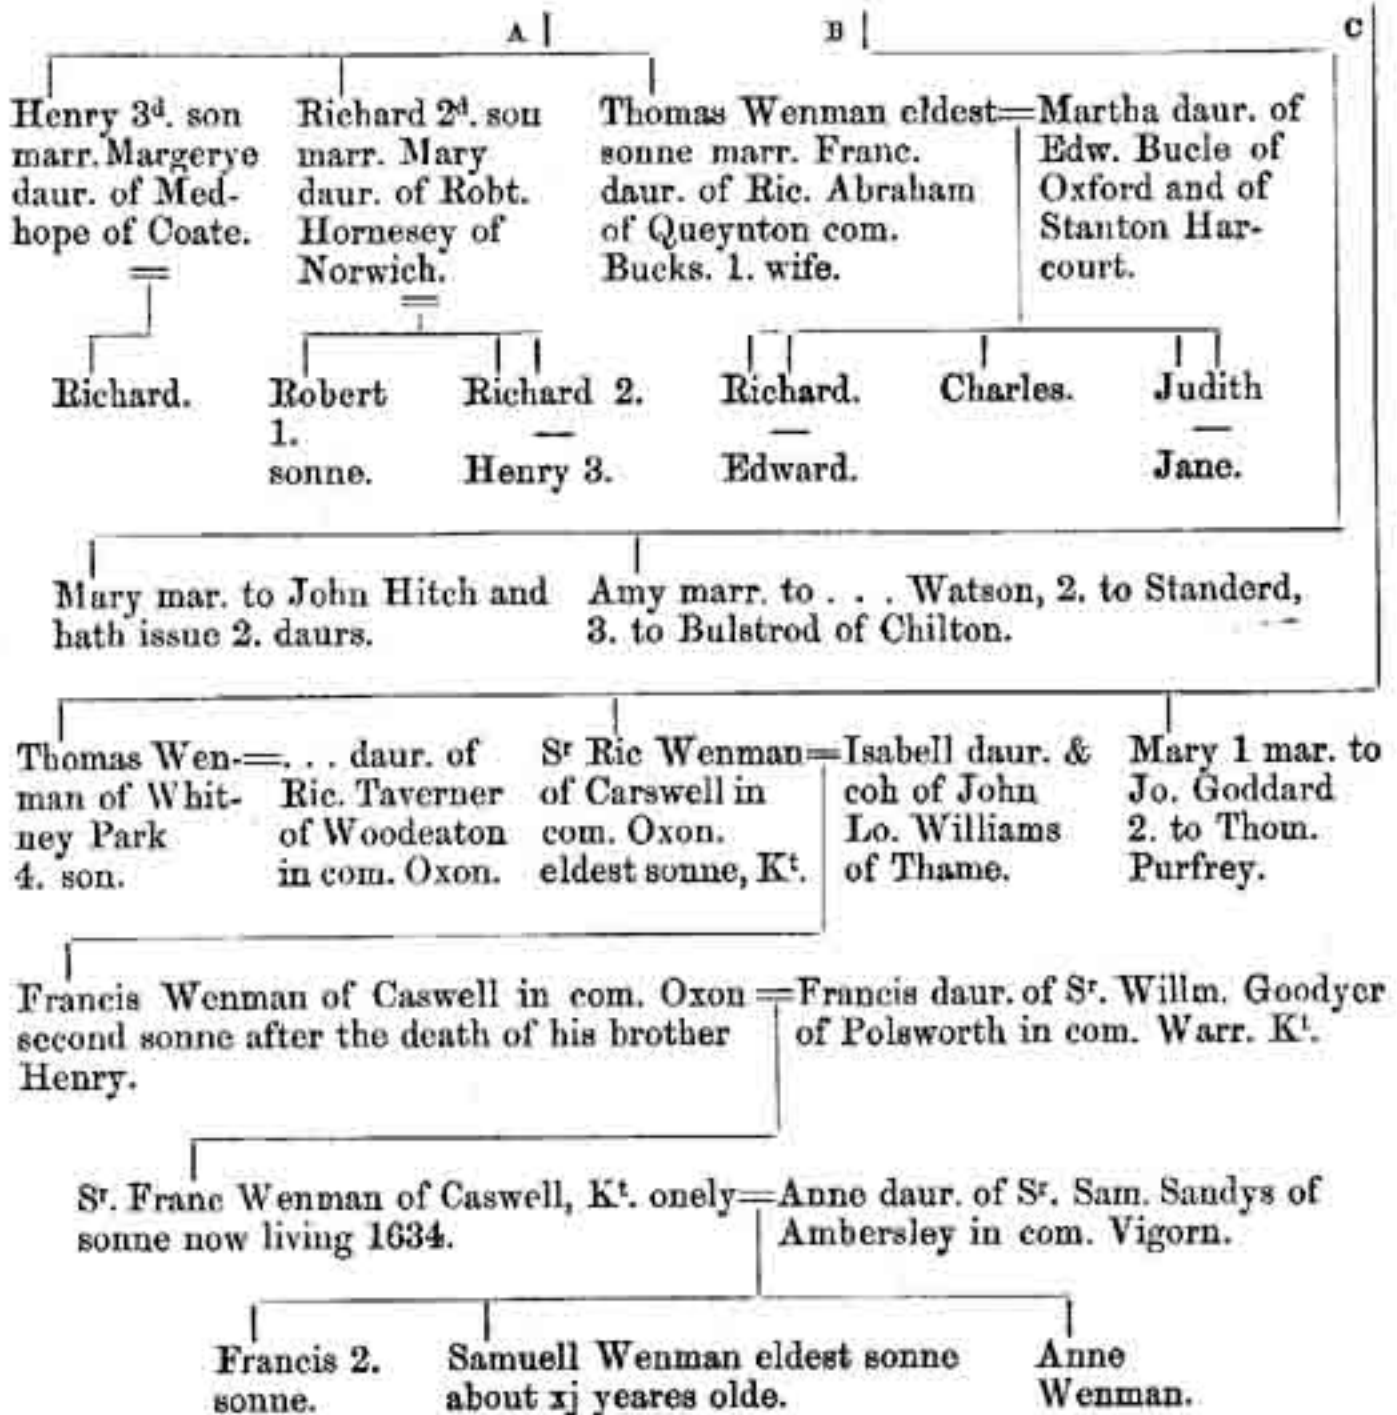 A
B
C
Henry 3d. son
marr. Margerye
daur. of Med-
hope of Coate.
Richard 2d. son
marr. Mary
daur. of Robt.
Hornesey of
Norwich.
Thomas Wenman eldest
sonne marr. Franc.
daur. of Ric. Abraham
of Queynton com.
Bucks. 1. wife.
=Martha daur. of
Edw. Bucle of
Oxford and of
Stanton Har-
court.
Richard.
Robert
1.
sonne.
Richard 2.
—
Henry 3.
Richard.
—
Edward.
Charles.
Judith
—
Jane.
Mary mar. to John Hitch and
hath issue 2. daurs.
Amy marr. to . . . Watson, 2. to Standerd,
3. to Bulstrod of Chilton.
Thomas Wen-
man of Whit-
ney Park
4. son.
=. . . daur. of
Ric. Taverner
of Woodeaton
in com. Oxon.
Sr Ric Wenman
of Carswell in
com. Oxon.
eldest sonne, Kt.
=Isabell daur. &
coh of John
Lo. Williams
of Thame.
Mary 1 mar. to
Jo. Goddard
2. to Thom.
Purfrey.
Francis Wenman of Caswell in com. Oxon
second sonne after the death of his brother
Henry.
=Francis daur. of Sr. Willm. Goodyer
of Polsworth in com. Warr. Kt.
Sr. Franc Wenman of Caswell, Kt. onely
sonne now living 1634.
=Anne daur. of Sr. Sam. Sandys of
Ambersley in com. Vigorn.
Francis 2.
sonne.
Samuell Wenman eldest sonne
about xj yeares olde.
Anne
Wenman.